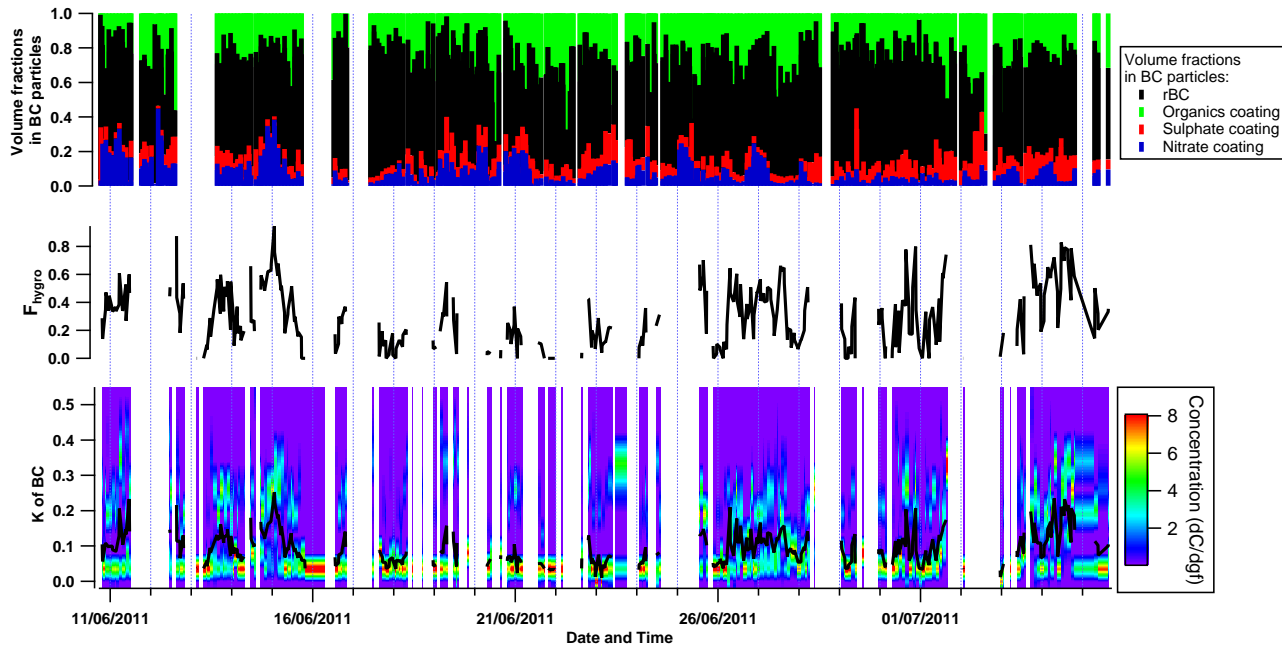 Volume fractions
in BC particles
1.0
0.8
0.6
0.4
0.2
0.0
Volume fractions
in BC particles:
rBC
Organics coating
Sulphate coating
Nitrate coating
Fhygro
0.8
0.6
0.4
0.2
0.0
K of BC
0.5
0.4
0.3
0.2
0.1
0.0
8
6
4
2
Concentration (dC/dgf)
11/06/2011
16/06/2011
21/06/2011
26/06/2011
01/07/2011
Date and Time